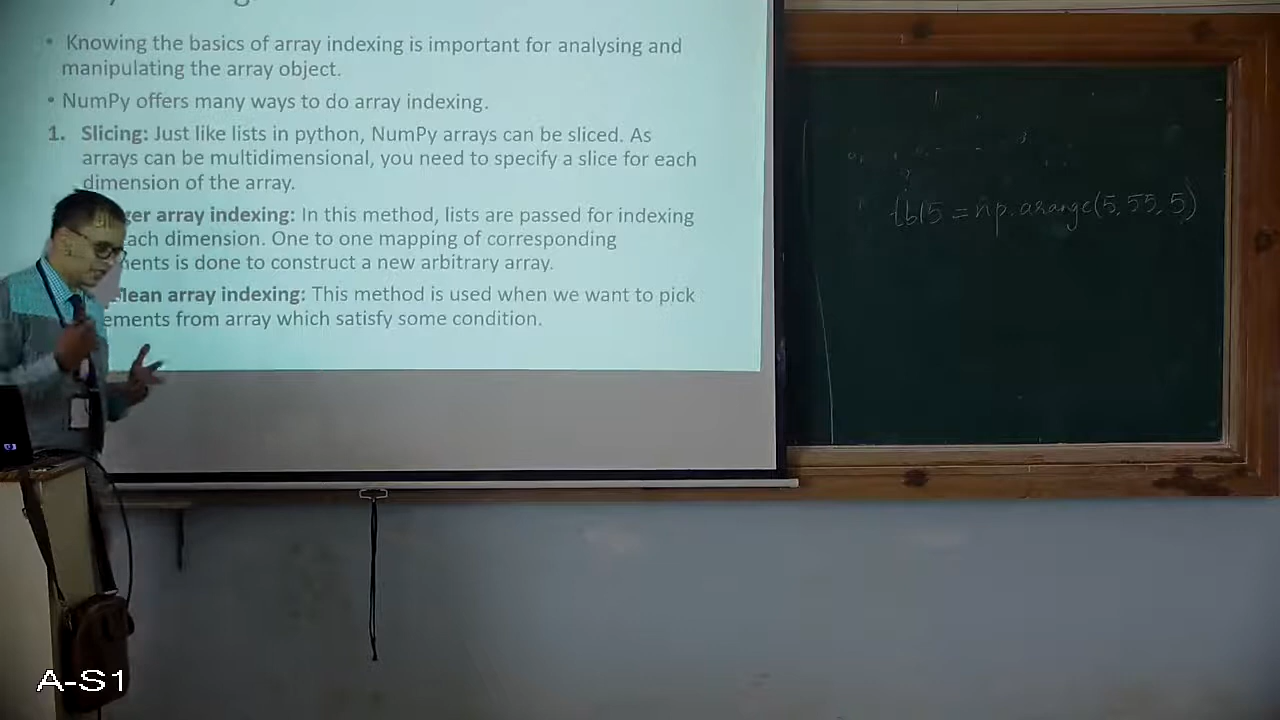 • Knowing the basics of array indexing is important for analysing and
manipulating the array object.
• NumPy offers many ways to do array indexing.
1. Slicing: Just like lists in python, NumPy arrays can be sliced. As
arrays can be multidimensional, you need to specify a slice for each
dimension of the array.
ger array indexing: In this method, lists are passed for indexing
each dimension. One to one mapping of corresponding
ments is done to construct a new arbitrary array.
lean array indexing: This method is used when we want to pick
ements from array which satisfy some condition.
tbl5 = np.arange(5, 55, 5)
A-S1